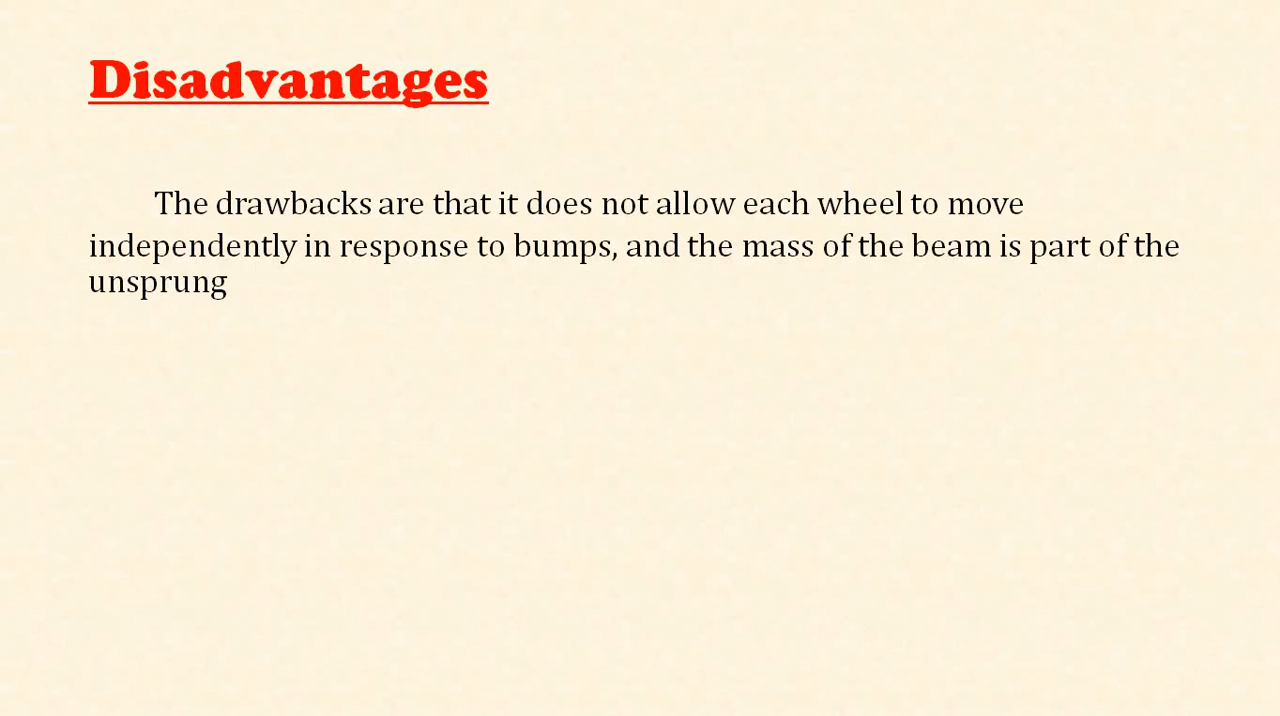 Disadvantages
The drawbacks are that it does not allow each wheel to move
independently in response to bumps, and the mass of the beam is part of the
unsprung